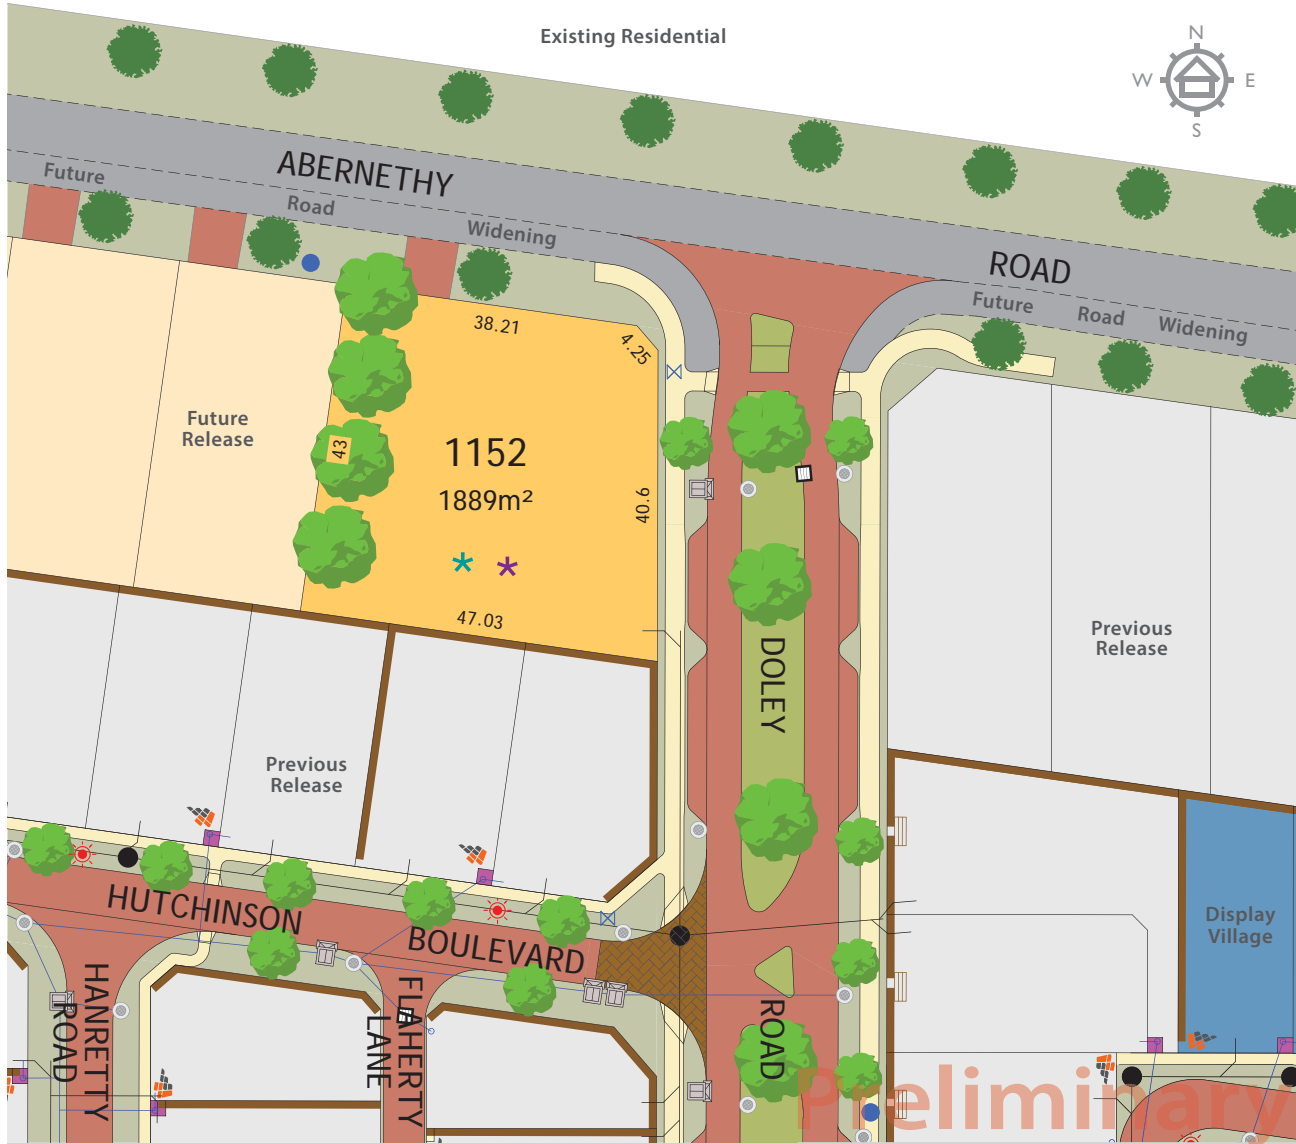 Existing Residential
N
W E
S
ABERNETHY
Future
Road
Widening
ROAD
Future Road Widening
38.21
4.25
Future
Release
43
1152
1889m²
40.6
* *
47.03
DOLEY
Previous
Release
Previous
Release
HUTCHINSON
BOULEVARD
Display
Village
HANRETTY
ROAD
FLAHERTY
LANE
ROAD
Preliminary